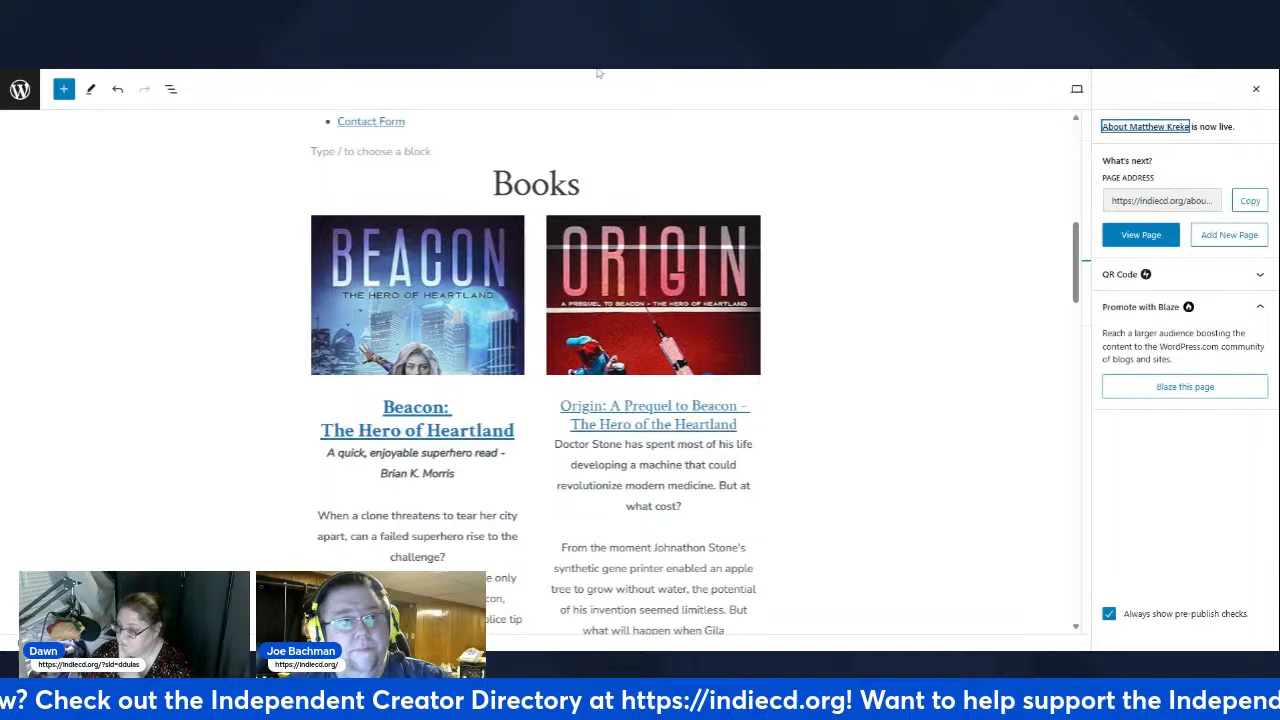 Contact Form
Type / to choose a block
Books
BEACON
THE HERO OF HEARTLAND
ORIGIN
A PREQUEL TO BEACON - THE HERO OF HEARTLAND
Beacon:
The Hero of Heartland
A quick, enjoyable superhero read -
Brian K. Morris
When a clone threatens to tear her city
apart, can a failed superhero rise to the
challenge?
e only
con,
olice tip
Origin: A Prequel to Beacon -
The Hero of the Heartland
Doctor Stone has spent most of his life
developing a machine that could
revolutionize modern medicine. But at
what cost?
From the moment Johnathon Stone's
synthetic gene printer enabled an apple
tree to grow without water, the potential
of his invention seemed limitless. But
what will happen when Gila
About Matthew Kreke is now live.
What's next?
PAGE ADDRESS
https://indiecd.org/abou...
Copy
View Page
Add New Page
QR Code
Promote with Blaze
Reach a larger audience boosting the
content to the WordPress.com community
of blogs and sites.
Blaze this page
Always show pre-publish checks.
Dawn
https://indiecd.org/?sid=ddulas
Joe Bachman
https://indiecd.org/
w? Check out the Independent Creator Directory at https://indiecd.org! Want to help support the Independ